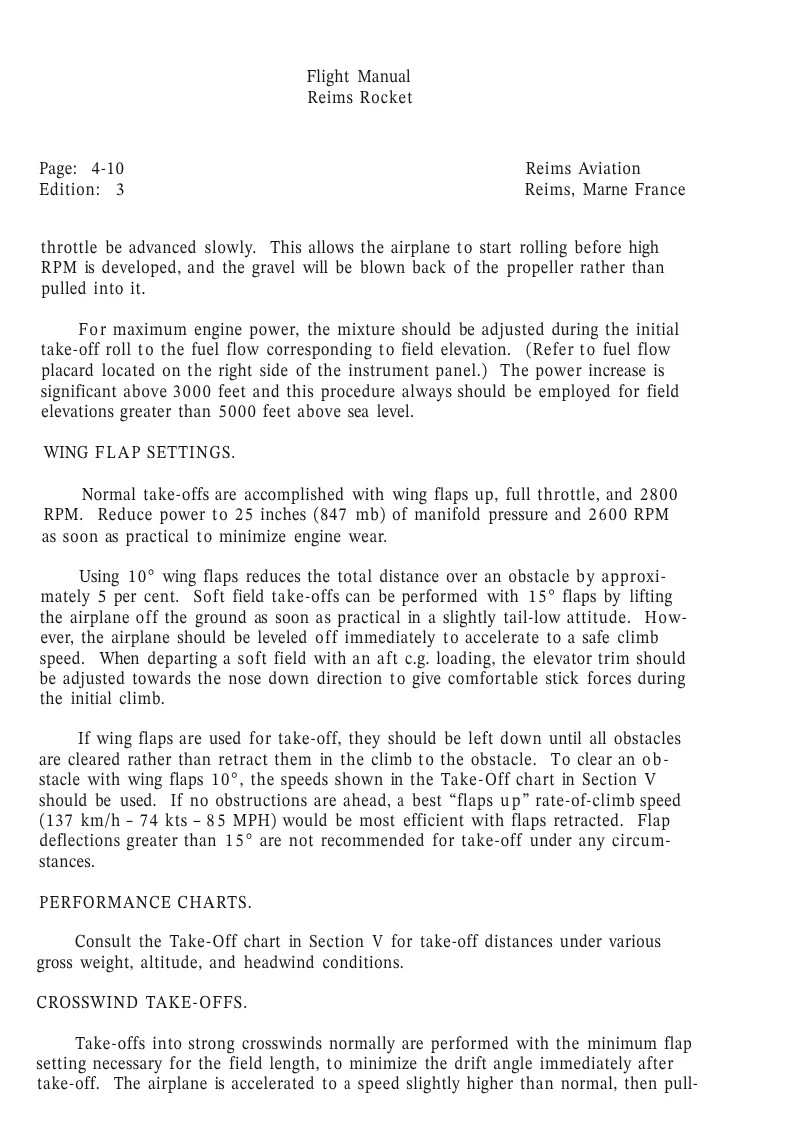 Flight Manual
Reims Rocket
Page: 4-10
Edition: 3
Reims Aviation
Reims, Marne France
throttle be advanced slowly. This allows the airplane to start rolling before high
RPM is developed, and the gravel will be blown back of the propeller rather than
pulled into it.
For maximum engine power, the mixture should be adjusted during the initial
take-off roll to the fuel flow corresponding to field elevation. (Refer to fuel flow
placard located on the right side of the instrument panel.) The power increase is
significant above 3000 feet and this procedure always should be employed for field
elevations greater than 5000 feet above sea level.
WING FLAP SETTINGS.
Normal take-offs are accomplished with wing flaps up, full throttle, and 2800
RPM. Reduce power to 25 inches (847 mb) of manifold pressure and 2600 RPM
as soon as practical to minimize engine wear.
Using 10° wing flaps reduces the total distance over an obstacle by approxi-
mately 5 per cent. Soft field take-offs can be performed with 15° flaps by lifting
the airplane off the ground as soon as practical in a slightly tail-low attitude. How-
ever, the airplane should be leveled off immediately to accelerate to a safe climb
speed. When departing a soft field with an aft c.g. loading, the elevator trim should
be adjusted towards the nose down direction to give comfortable stick forces during
the initial climb.
If wing flaps are used for take-off, they should be left down until all obstacles
are cleared rather than retract them in the climb to the obstacle. To clear an ob-
stacle with wing flaps 10°, the speeds shown in the Take-Off chart in Section V
should be used. If no obstructions are ahead, a best “flaps up” rate-of-climb speed
(137 km/h – 74 kts – 85 MPH) would be most efficient with flaps retracted. Flap
deflections greater than 15° are not recommended for take-off under any circum-
stances.
PERFORMANCE CHARTS.
Consult the Take-Off chart in Section V for take-off distances under various
gross weight, altitude, and headwind conditions.
CROSSWIND TAKE-OFFS.
Take-offs into strong crosswinds normally are performed with the minimum flap
setting necessary for the field length, to minimize the drift angle immediately after
take-off. The airplane is accelerated to a speed slightly higher than normal, then pull-